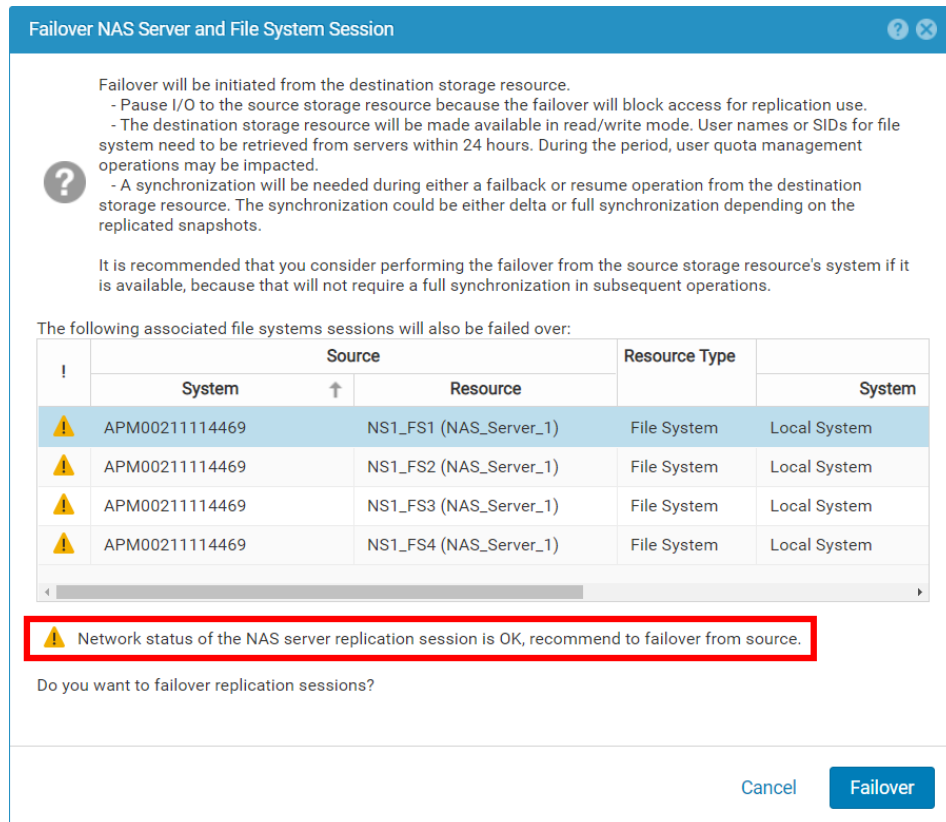 Failover NAS Server and File System Session
Failover will be initiated from the destination storage resource.
- Pause I/O to the source storage resource because the failover will block access for replication use.
- The destination storage resource will be made available in read/write mode. User names or SIDs for file
system need to be retrieved from servers within 24 hours. During the period, user quota management
operations may be impacted.
- A synchronization will be needed during either a failback or resume operation from the destination
storage resource. The synchronization could be either delta or full synchronization depending on the
replicated snapshots.
It is recommended that you consider performing the failover from the source storage resource's system if it
is available, because that will not require a full synchronization in subsequent operations.
The following associated file systems sessions will also be failed over:
! Source Resource Type
System Resource System
APM00211114469 NS1_FS1 (NAS_Server_1) File System Local System
APM00211114469 NS1_FS2 (NAS_Server_1) File System Local System
APM00211114469 NS1_FS3 (NAS_Server_1) File System Local System
APM00211114469 NS1_FS4 (NAS_Server_1) File System Local System
Network status of the NAS server replication session is OK, recommend to failover from source.
Do you want to failover replication sessions?
Cancel Failover